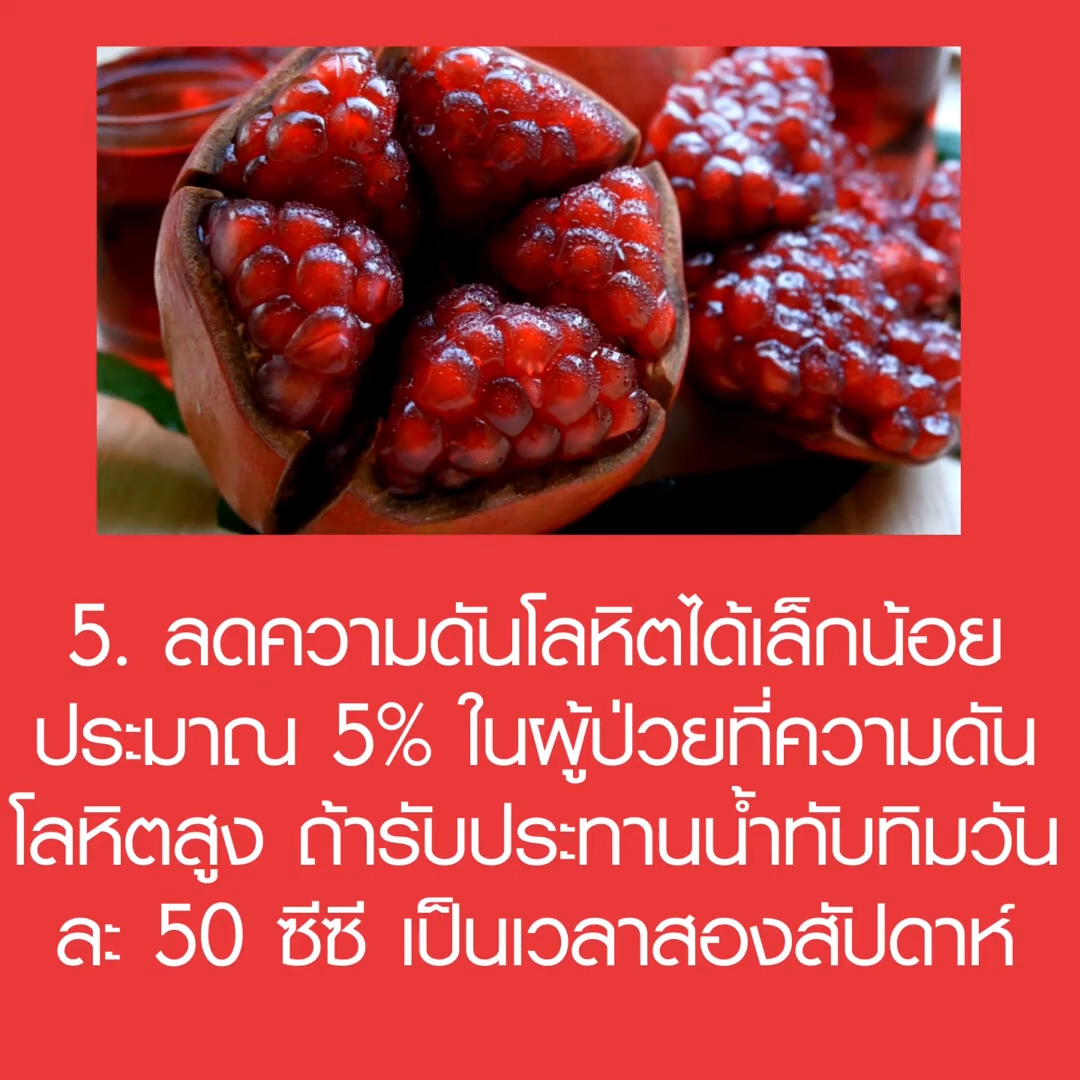 5. ลดความดันโลหิตได้เล็กน้อย
ประมาณ 5% ในผู้ป่วยที่ความดัน
โลหิตสูง ถ้ารับประทานน้ำทับทิมวัน
ละ 50 ซีซี เป็นเวลาสองสัปดาห์